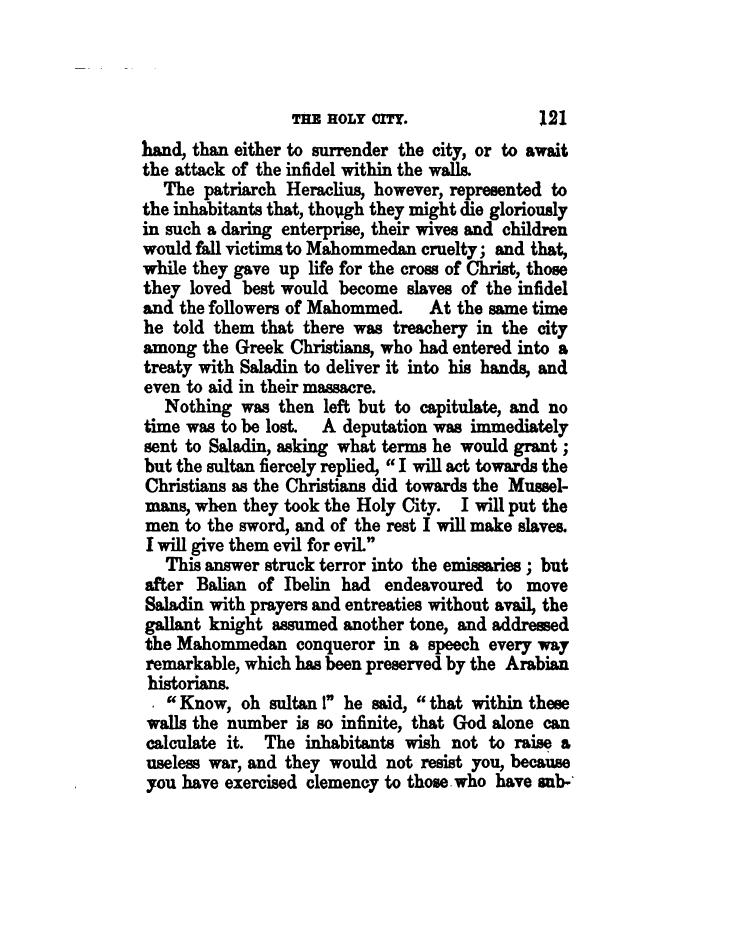 THE HOLY CITY. 121
hand, than either to surrender the city, or to await
the attack of the infidel within the walls.
The patriarch Heraclius, however, represented to
the inhabitants that, though they might die gloriously
in such a daring enterprise, their wives and children
would fall victims to Mahommedan cruelty; and that,
while they gave up life for the cross of Christ, those
they loved best would become slaves of the infidel
and the followers of Mahommed. At the same time
he told them that there was treachery in the city
among the Greek Christians, who had entered into a
treaty with Saladin to deliver it into his hands, and
even to aid in their massacre.
Nothing was then left but to capitulate, and no
time was to be lost. A deputation was immediately
sent to Saladin, asking what terms he would grant;
but the sultan fiercely replied, "I will act towards the
Christians as the Christians did towards the Mussel-
mans, when they took the Holy City. I will put the
men to the sword, and of the rest I will make slaves.
I will give them evil for evil."
This answer struck terror into the emissaries; but
after Balian of Ibelin had endeavoured to move
Saladin with prayers and entreaties without avail, the
gallant knight assumed another tone, and addressed
the Mahommedan conqueror in a speech every way
remarkable, which has been preserved by the Arabian
historians.
"Know, oh sultan!" he said, "that within these
walls the number is so infinite, that God alone can
calculate it. The inhabitants wish not to raise a
useless war, and they would not resist you, because
you have exercised clemency to those who have sub-